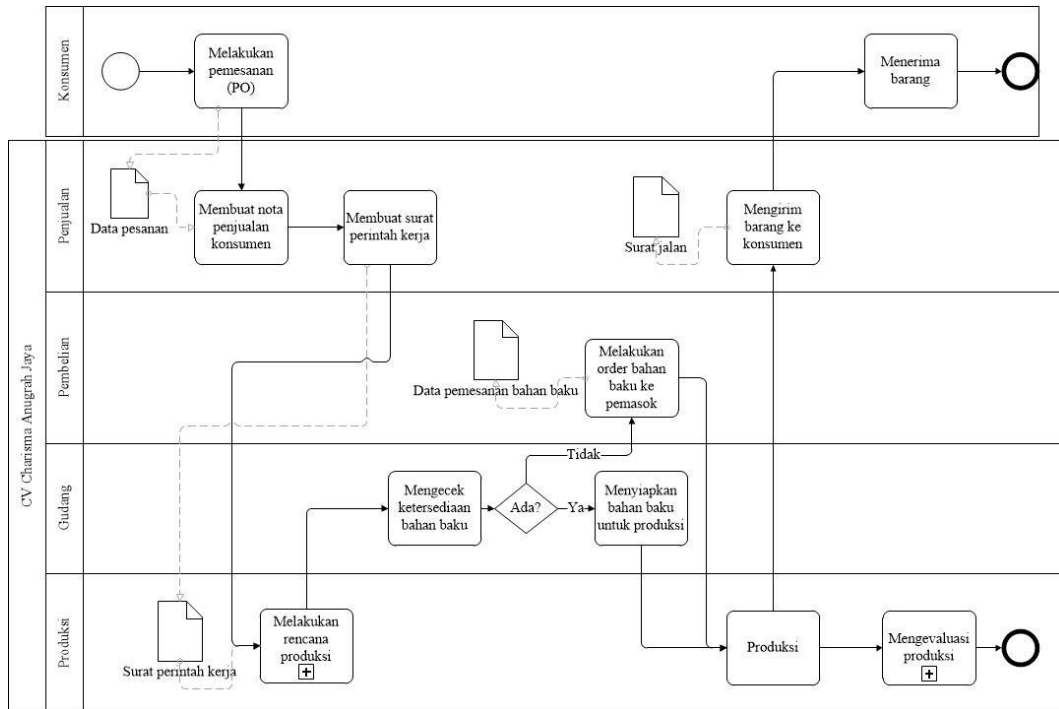 Konsumen
Melakukan
pemesanan
(PO)
Menerima
barang
CV Charisma Anugrah Jaya
Penjualan
Data pesanan
Membuat nota
penjualan
konsumen
Membuat surat
perintah kerja
Surat jalan
Mengirim
barang ke
konsumen
Pembelian
Data pemesanan bahan baku
Melakukan
order bahan
baku ke
pemasok
Gudang
Mengecek
ketersediaan
bahan baku
Ada?
Tidak
Ya
Menyiapkan
bahan baku
untuk produksi
Produksi
Surat perintah kerja
Melakukan
rencana
produksi
Produksi
Mengevaluasi
produksi